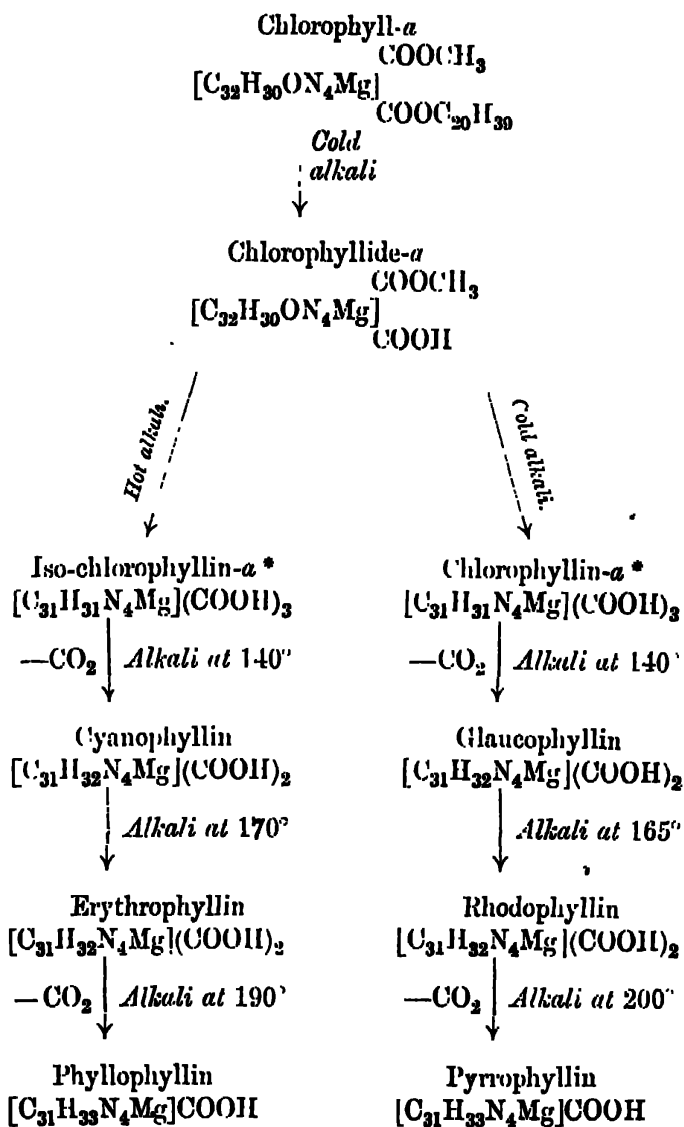 Chlorophyll-a
COOCH₃
[C₃₂H₃₀ON₄Mg]
COOC₂₀H₃₉
Cold
alkali
Chlorophyllide-a
COOCH₃
[C₃₂H₃₀ON₄Mg]
COOH
Hot alkali.
Cold alkali.
Iso-chlorophyllin-a *
[C₃₁H₃₁N₄Mg](COOH)₃
—CO₂ Alkali at 140°
Cyanophyllin
[C₃₁H₃₂N₄Mg](COOH)₂
Alkali at 170°
Erythrophyllin
[C₃₁H₃₂N₄Mg](COOH)₂
—CO₂ Alkali at 190°
Phyllophyllin
[C₃₁H₃₃N₄Mg]COOH
Chlorophyllin-a *
[C₃₁H₃₁N₄Mg](COOH)₃
—CO₂ Alkali at 140°
Glaucophyllin
[C₃₁H₃₂N₄Mg](COOH)₂
Alkali at 165°
Rhodophyllin
[C₃₁H₃₂N₄Mg](COOH)₂
—CO₂ Alkali at 200°
Pyrrophyllin
[C₃₁H₃₃N₄Mg]COOH